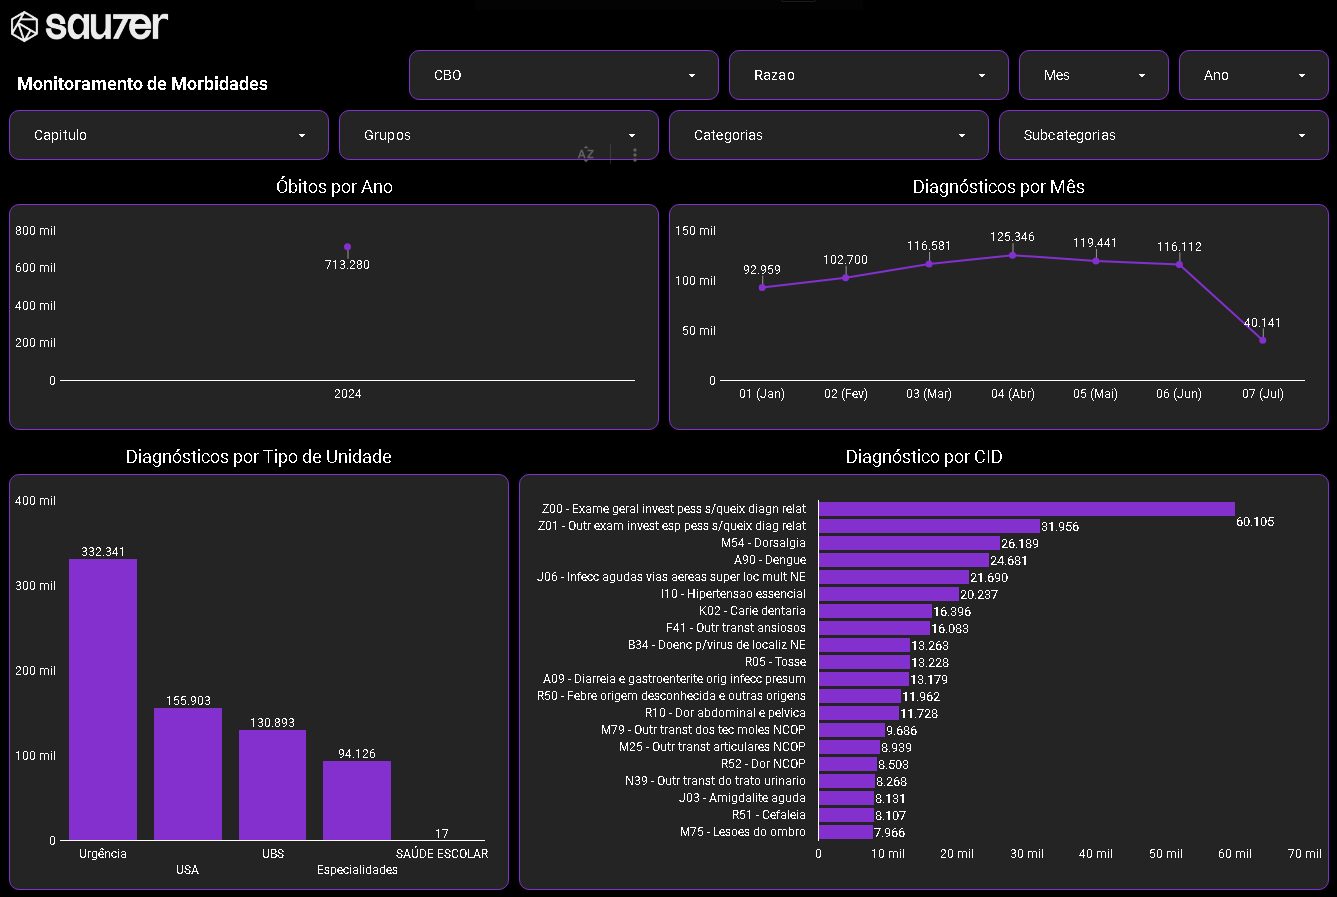 sau7er
Monitoramento de Morbidades
CBO
Razao
Mes
Ano
Capitulo
Grupos
Categorias
Subcategorias
AZ
Óbitos por Ano
800 mil
600 mil
400 mil
200 mil
0
713.280
2024
Diagnósticos por Mês
150 mil
100 mil
50 mil
0
92.959
102.700
116.581
125.346
119.441
116.112
40.141
01 (Jan)
02 (Fev)
03 (Mar)
04 (Abr)
05 (Mai)
06 (Jun)
07 (Jul)
Diagnósticos por Tipo de Unidade
400 mil
300 mil
200 mil
100 mil
0
332.341
155.903
130.893
94.126
17
Urgência
USA
UBS
Especialidades
SAÚDE ESCOLAR
Diagnóstico por CID
Z00 - Exame geral invest pess s/queix diagn relat
60.105
Z01 - Outr exam invest esp pess s/queix diag relat
31.956
M54 - Dorsalgia
26.189
A90 - Dengue
24.681
J06 - Infecc agudas vias aereas super loc mult NE
21.690
I10 - Hipertensao essencial
20.237
K02 - Carie dentaria
16.396
F41 - Outr transt ansiosos
16.083
B34 - Doenc p/virus de localiz NE
13.263
R05 - Tosse
13.228
A09 - Diarreia e gastroenterite orig infecc presum
13.179
R50 - Febre origem desconhecida e outras origens
11.962
R10 - Dor abdominal e pelvica
11.728
M79 - Outr transt dos tec moles NCOP
9.686
M25 - Outr transt articulares NCOP
8.939
R52 - Dor NCOP
8.503
N39 - Outr transt do trato urinario
8.268
J03 - Amigdalite aguda
8.131
R51 - Cefaleia
8.107
M75 - Lesoes do ombro
7.966
0
10 mil
20 mil
30 mil
40 mil
50 mil
60 mil
70 mil